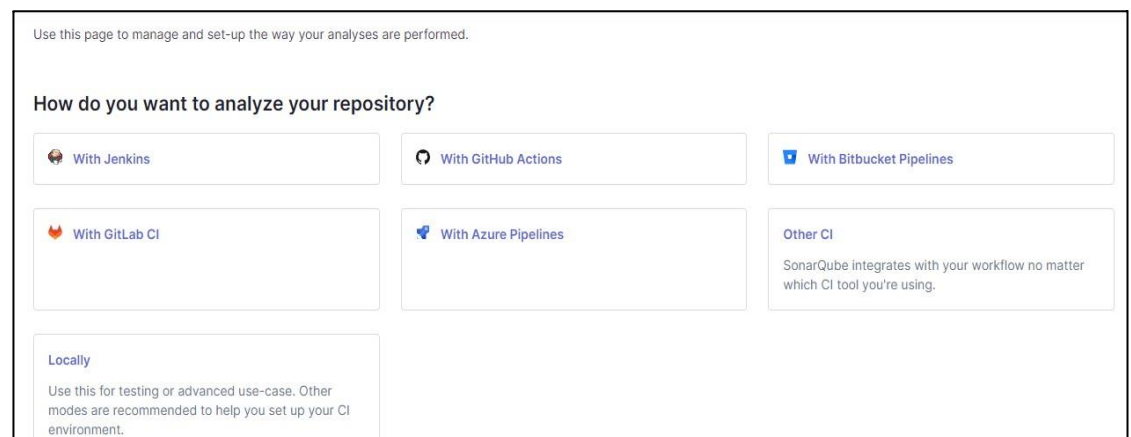 Use this page to manage and set-up the way your analyses are performed.
How do you want to analyze your repository?
With Jenkins
With GitHub Actions
With Bitbucket Pipelines
With GitLab CI
With Azure Pipelines
Other CI
SonarQube integrates with your workflow no matter
which CI tool you're using.
Locally
Use this for testing or advanced use-case. Other
modes are recommended to help you set up your CI
environment.